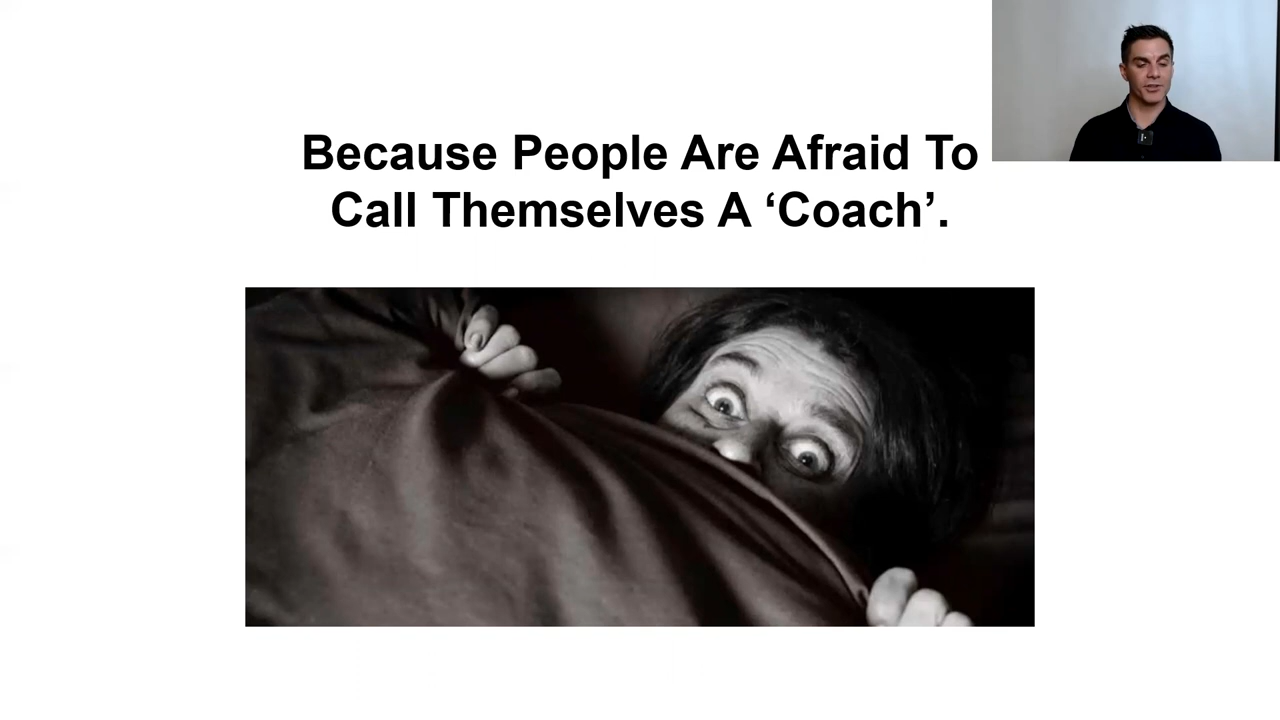 Because People Are Afraid To
Call Themselves A ‘Coach’.